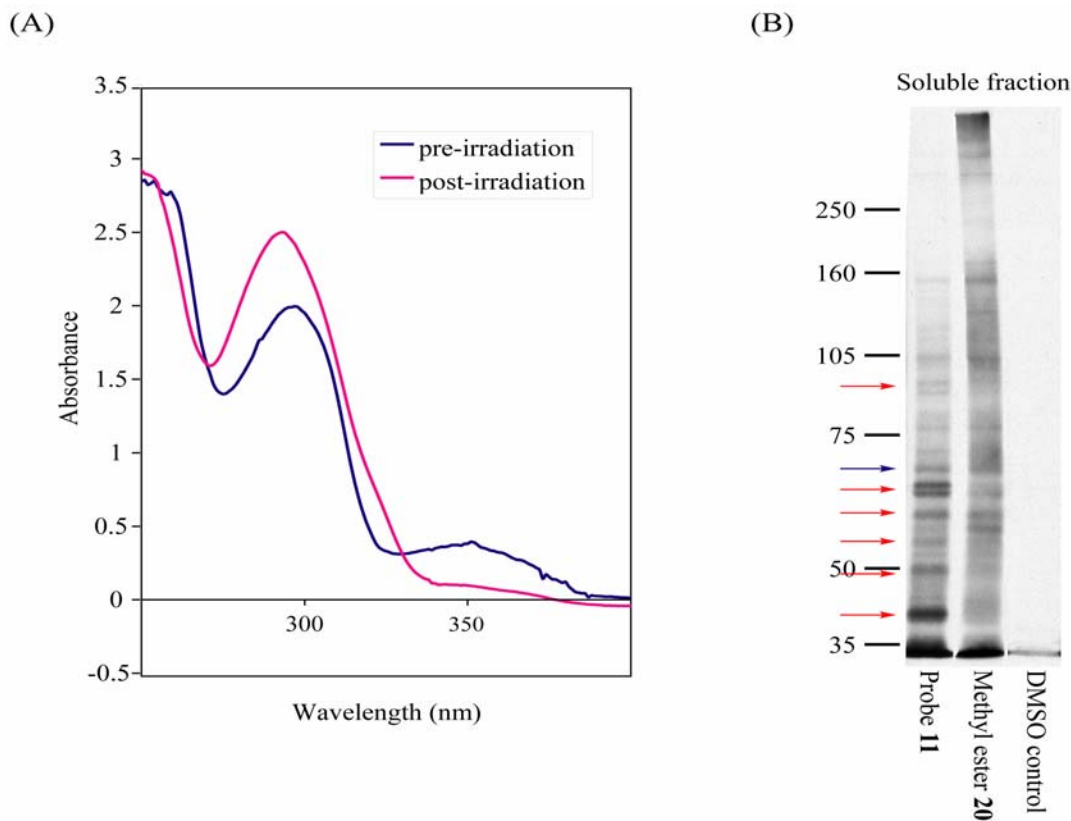 (A)
(B)
Soluble fraction
3.5
3
2.5
2
1.5
1
0.5
0
-0.5
300
350
pre-irradiation
post-irradiation
Absorbance
Wavelength (nm)
250
160
105
75
50
35
Probe 11
Methyl ester 20
DMSO control